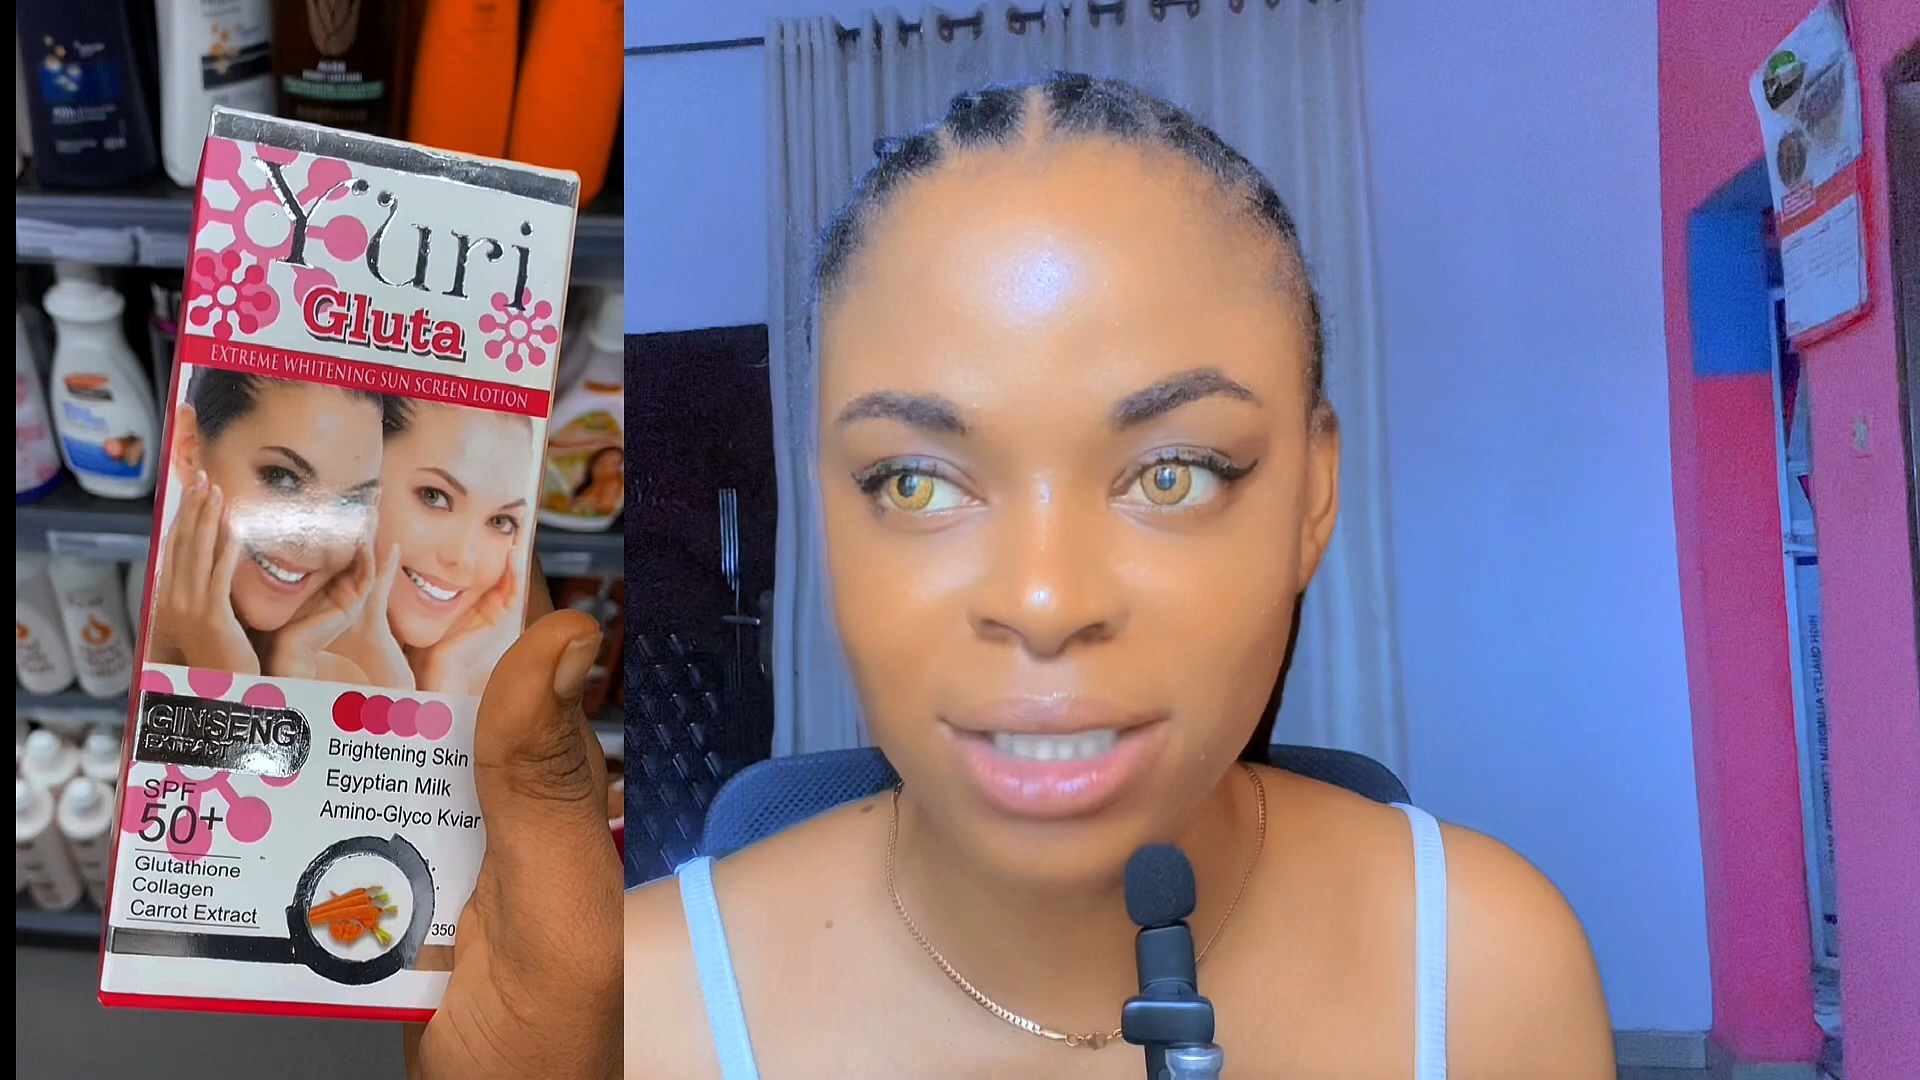 Yuri
Gluta
EXTREME WHITENING SUN SCREEN LOTION
GINSENG
EXTRACT
SPF
50+
Glutathione
Collagen
Carrot Extract
Brightening Skin
Egyptian Milk
Amino-Glyco Kviar
350